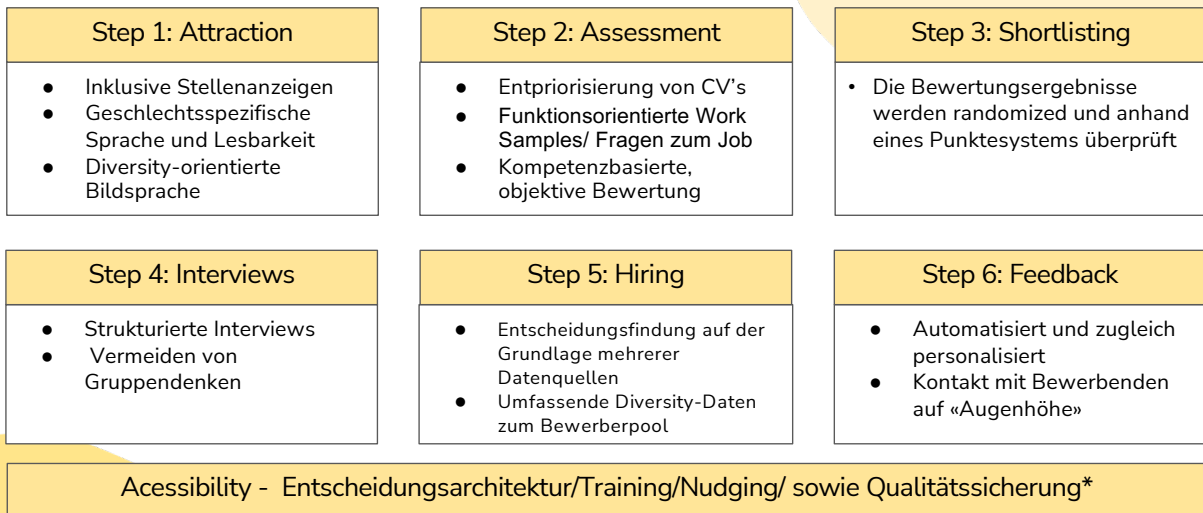 Step 1: Attraction
● Inklusive Stellenanzeigen
● Geschlechtsspezifische
Sprache und Lesbarkeit
● Diversity-orientierte
Bildsprache
Step 2: Assessment
● Entpriorisierung von CV's
● Funktionsorientierte Work
Samples/ Fragen zum Job
● Kompetenzbasierte,
objektive Bewertung
Step 3: Shortlisting
• Die Bewertungsergebnisse
werden randomized und anhand
eines Punktesystems überprüft
Step 4: Interviews
● Strukturierte Interviews
● Vermeiden von
Gruppendenken
Step 5: Hiring
● Entscheidungsfindung auf der
Grundlage mehrerer
Datenquellen
● Umfassende Diversity-Daten
zum Bewerberpool
Step 6: Feedback
● Automatisiert und zugleich
personalisiert
● Kontakt mit Bewerbenden
auf «Augenhöhe»
Acessibility - Entscheidungsarchitektur/Training/Nudging/ sowie Qualitätssicherung*